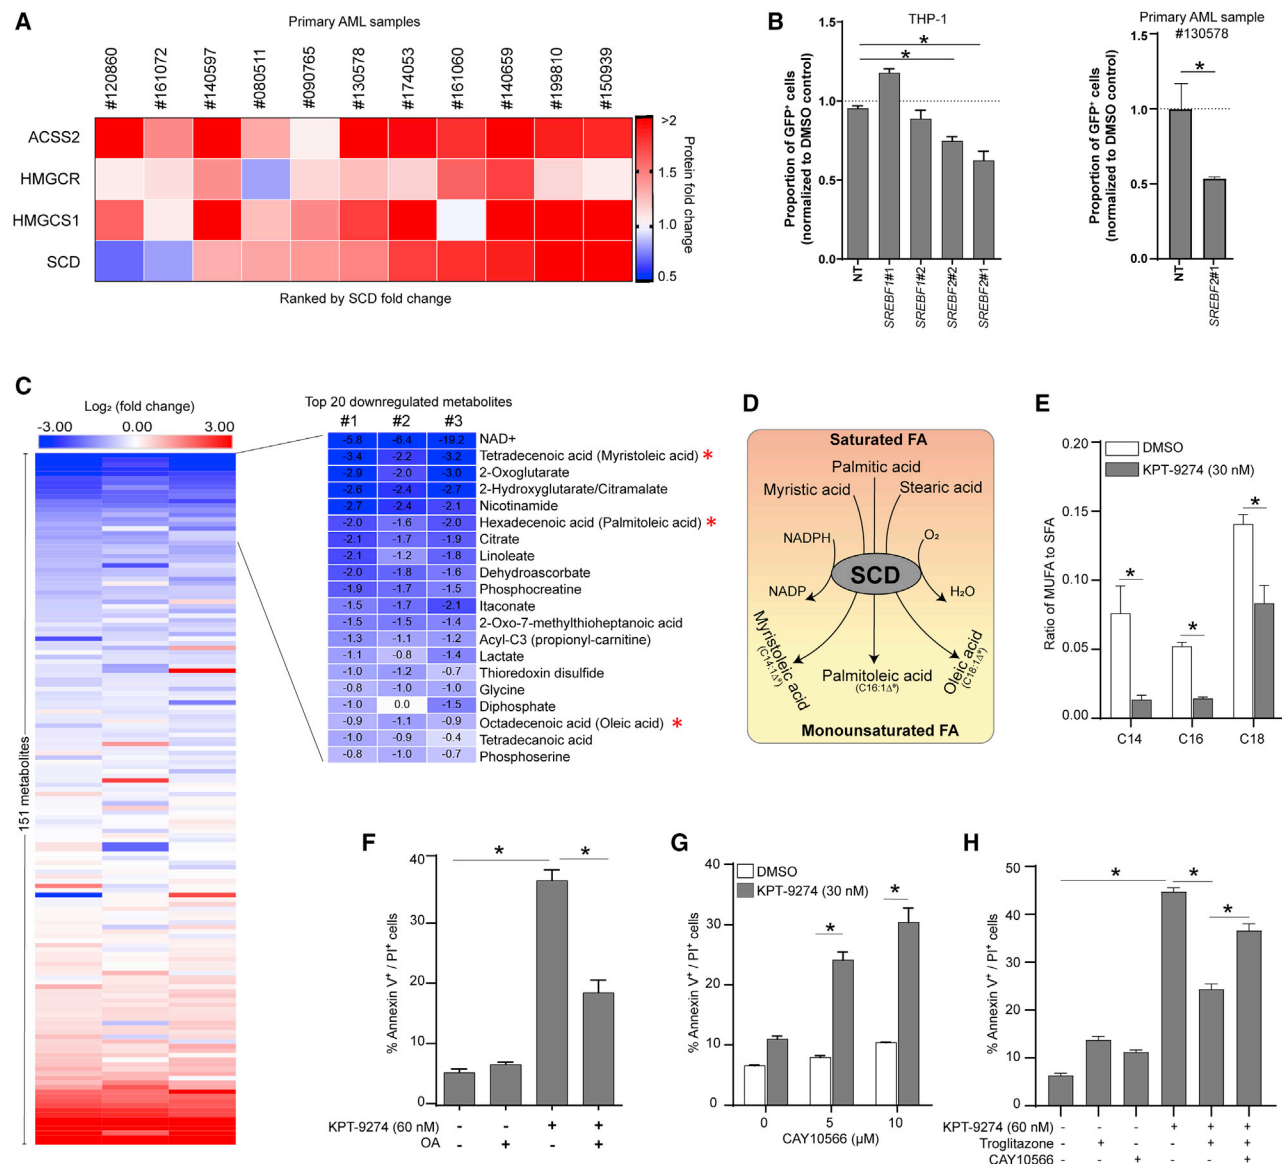 A
Primary AML samples
#120860
#161072
#140597
#080511
#090765
#130578
#174053
#161060
#140659
#199810
#150939
ACSS2
HMGCR
HMGCS1
SCD
>2
1.5
1.0
0.5
Protein fold change
Ranked by SCD fold change
B
THP-1
Proportion of GFP⁺ cells
(normalized to DMSO control)
1.5
1.0
0.5
0.0
*
*
NT
SREBF1#1
SREBF1#2
SREBF2#2
SREBF2#1
Primary AML sample
#130578
Proportion of GFP⁺ cells
(normalized to DMSO control)
1.5
1.0
0.5
0.0
*
NT
SREBF2#1
C
Log₂ (fold change)
-3.00 0.00 3.00
151 metabolites
Top 20 downregulated metabolites
#1 #2 #3
-5.8 -6.4 -19.2 NAD+
-3.4 -2.2 -3.2 Tetradecenoic acid (Myristoleic acid) *
-2.9 -2.0 -3.0 2-Oxoglutarate
-2.6 -2.4 -2.7 2-Hydroxyglutarate/Citramalate
-2.7 -2.4 -2.1 Nicotinamide
-2.0 -1.6 -2.0 Hexadecenoic acid (Palmitoleic acid) *
-2.1 -1.7 -1.9 Citrate
-2.1 -1.2 -1.8 Linoleate
-2.0 -1.8 -1.6 Dehydroascorbate
-1.9 -1.7 -1.5 Phosphocreatine
-1.5 -1.7 -2.1 Itaconate
-1.5 -1.5 -1.4 2-Oxo-7-methylthioheptanoic acid
-1.3 -1.1 -1.2 Acyl-C3 (propionyl-carnitine)
-1.1 -0.8 -1.4 Lactate
-1.0 -1.2 -0.7 Thioredoxin disulfide
-0.8 -1.0 -1.0 Glycine
-1.0 0.0 -1.5 Diphosphate
-0.9 -1.1 -0.9 Octadecenoic acid (Oleic acid) *
-1.0 -0.9 -0.4 Tetradecanoic acid
-0.8 -1.0 -0.7 Phosphoserine
D
Saturated FA
Palmitic acid
Myristic acid Stearic acid
NADPH O₂
SCD
NADP H₂O
Myristoleic acid
(C14:1Δ⁹)
Palmitoleic acid
(C16:1Δ⁹)
Oleic acid
(C18:1Δ⁹)
Monounsaturated FA
E
Ratio of MUFA to SFA
0.20
0.15
0.10
0.05
0.00
DMSO
KPT-9274 (30 nM)
*
*
*
C14 C16 C18
F
% Annexin V⁺ / PI⁺ cells
40
30
20
10
0
* *
KPT-9274 (60 nM) - - + +
OA - + - +
G
% Annexin V⁺ / PI⁺ cells
40
30
20
10
0
DMSO
KPT-9274 (30 nM)
*
*
0 5 10
CAY10566 (μM)
H
% Annexin V⁺ / PI⁺ cells
50
40
30
20
10
0
* *
*
KPT-9274 (60 nM) - - - + + +
Troglitazone - + - - + +
CAY10566 - - + - - +